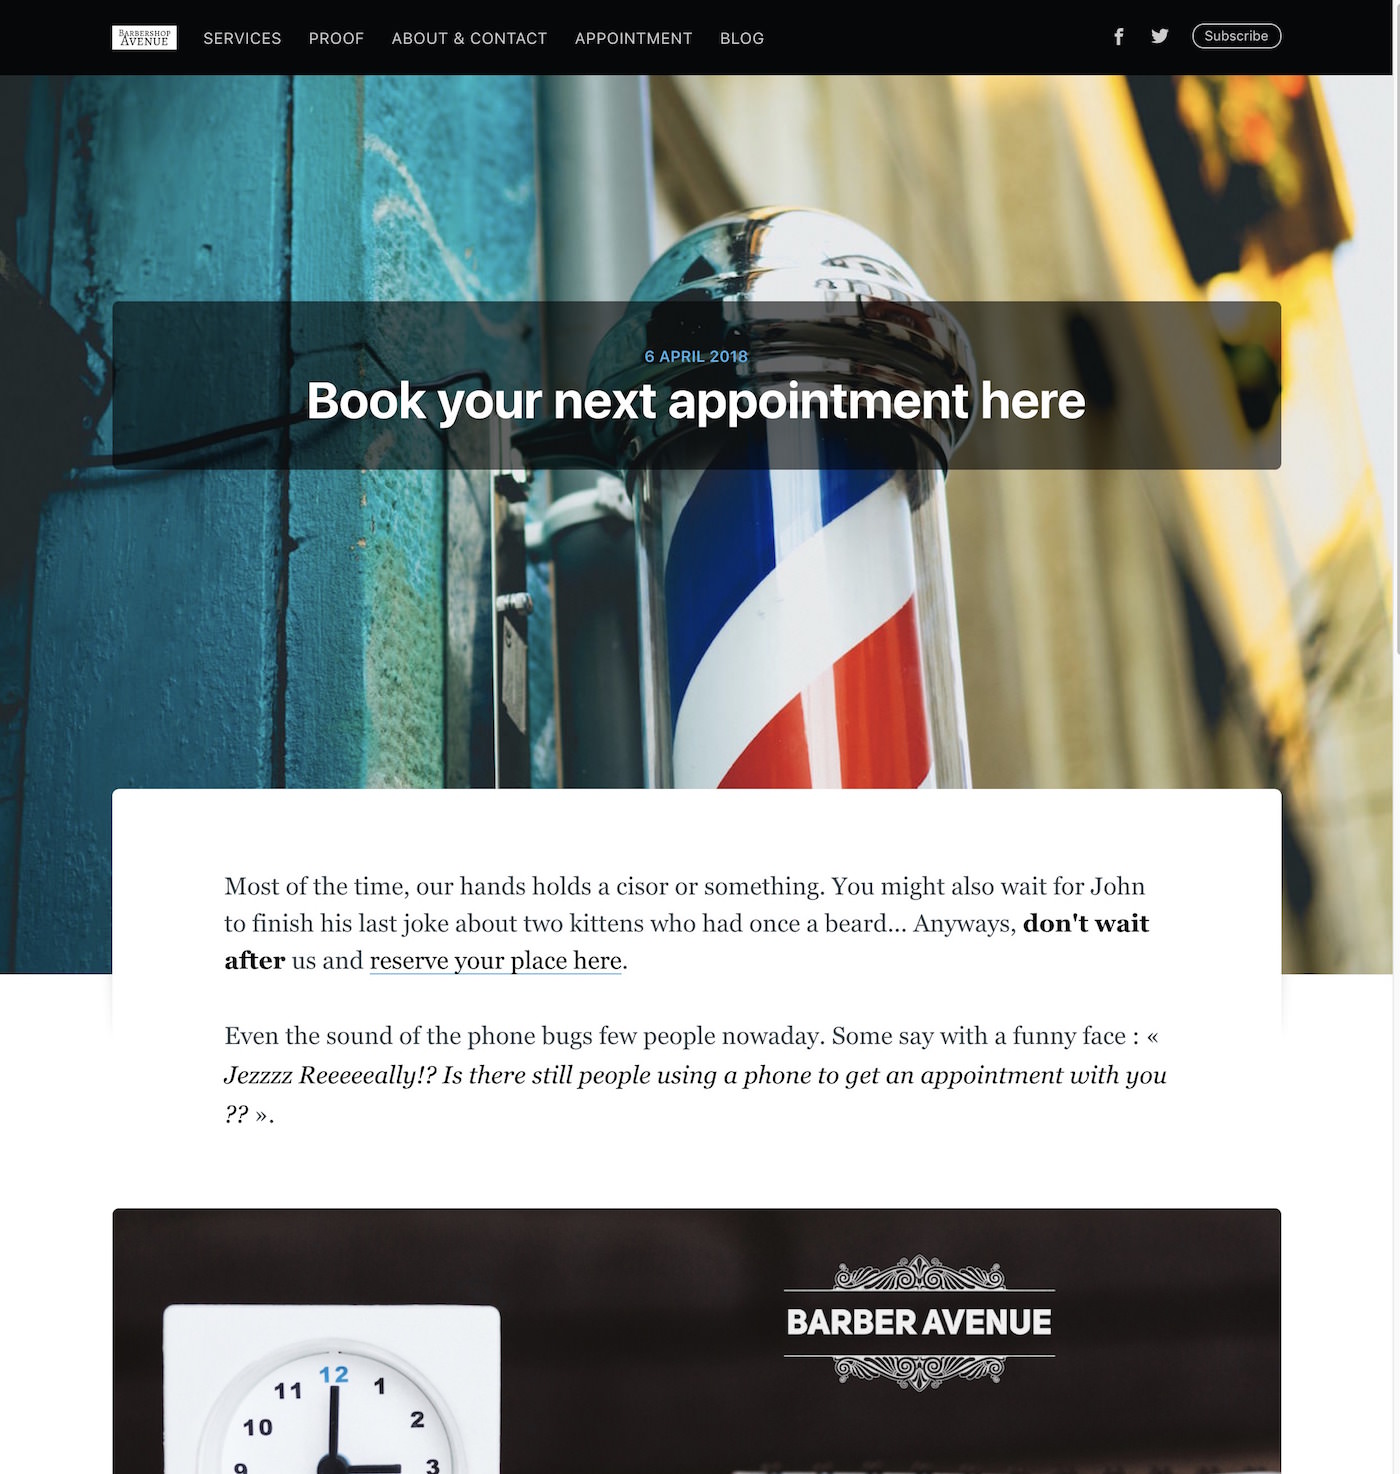 BARBERSHOP
AVENUE
SERVICES PROOF ABOUT & CONTACT APPOINTMENT BLOG Subscribe
6 APRIL 2018
Book your next appointment here
Most of the time, our hands holds a cisor or something. You might also wait for John
to finish his last joke about two kittens who had once a beard... Anyways, don't wait
after us and reserve your place here.
Even the sound of the phone bugs few people nowaday. Some say with a funny face : «
Jezzzz Reeeeeally!? Is there still people using a phone to get an appointment with you
?? ».
BARBER AVENUE
12
11 1
10 2
9 3